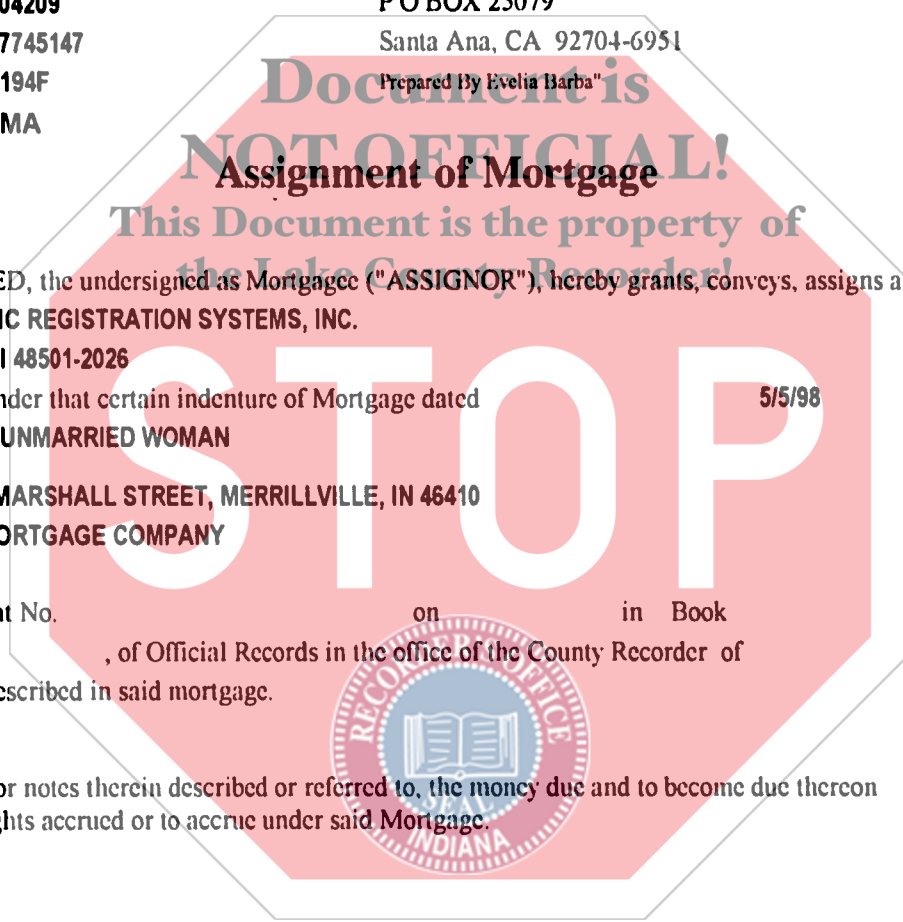 04209 P O BOX 25079
7745147 Santa Ana, CA 92704-6951
194F Prepared By Evelia Barba"
MA
Document is
NOT OFFICIAL!
Assignment of Mortgage
This Document is the property of
the Lake County Recorder!
ED, the undersigned as Mortgagee ("ASSIGNOR"), hereby grants, conveys, assigns a
IC REGISTRATION SYSTEMS, INC.
I 48501-2026
nder that certain indenture of Mortgage dated 5/5/98
UNMARRIED WOMAN
MARSHALL STREET, MERRILLVILLE, IN 46410
ORTGAGE COMPANY
STOP
nt No. on in Book
, of Official Records in the office of the County Recorder of
escribed in said mortgage.
or notes therein described or referred to, the money due and to become due thereon
ghts accrued or to accrue under said Mortgage.
RECORDER OFFICE
SEAL
INDIANA